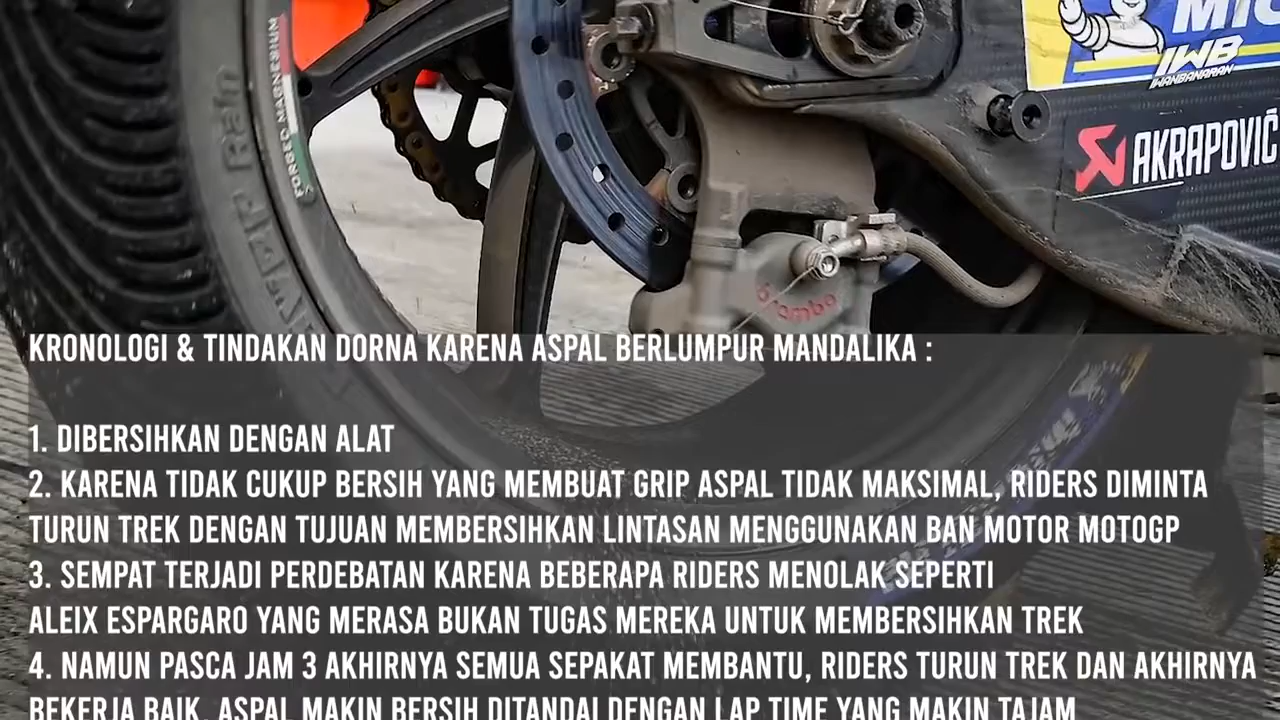 MIC
IWB
IWANBANARAN
AKRAPOVIČ
FORGED MAGNESIUM
Rain
brembo
KRONOLOGI & TINDAKAN DORNA KARENA ASPAL BERLUMPUR MANDALIKA :
1. DIBERSIHKAN DENGAN ALAT
2. KARENA TIDAK CUKUP BERSIH YANG MEMBUAT GRIP ASPAL TIDAK MAKSIMAL, RIDERS DIMINTA
TURUN TREK DENGAN TUJUAN MEMBERSIHKAN LINTASAN MENGGUNAKAN BAN MOTOR MOTOGP
3. SEMPAT TERJADI PERDEBATAN KARENA BEBERAPA RIDERS MENOLAK SEPERTI
ALEIX ESPARGARO YANG MERASA BUKAN TUGAS MEREKA UNTUK MEMBERSIHKAN TREK
4. NAMUN PASCA JAM 3 AKHIRNYA SEMUA SEPAKAT MEMBANTU, RIDERS TURUN TREK DAN AKHIRNYA
BEKERJA BAIK, ASPAL MAKIN BERSIH DITANDAI DENGAN LAP TIME YANG MAKIN TAJAM